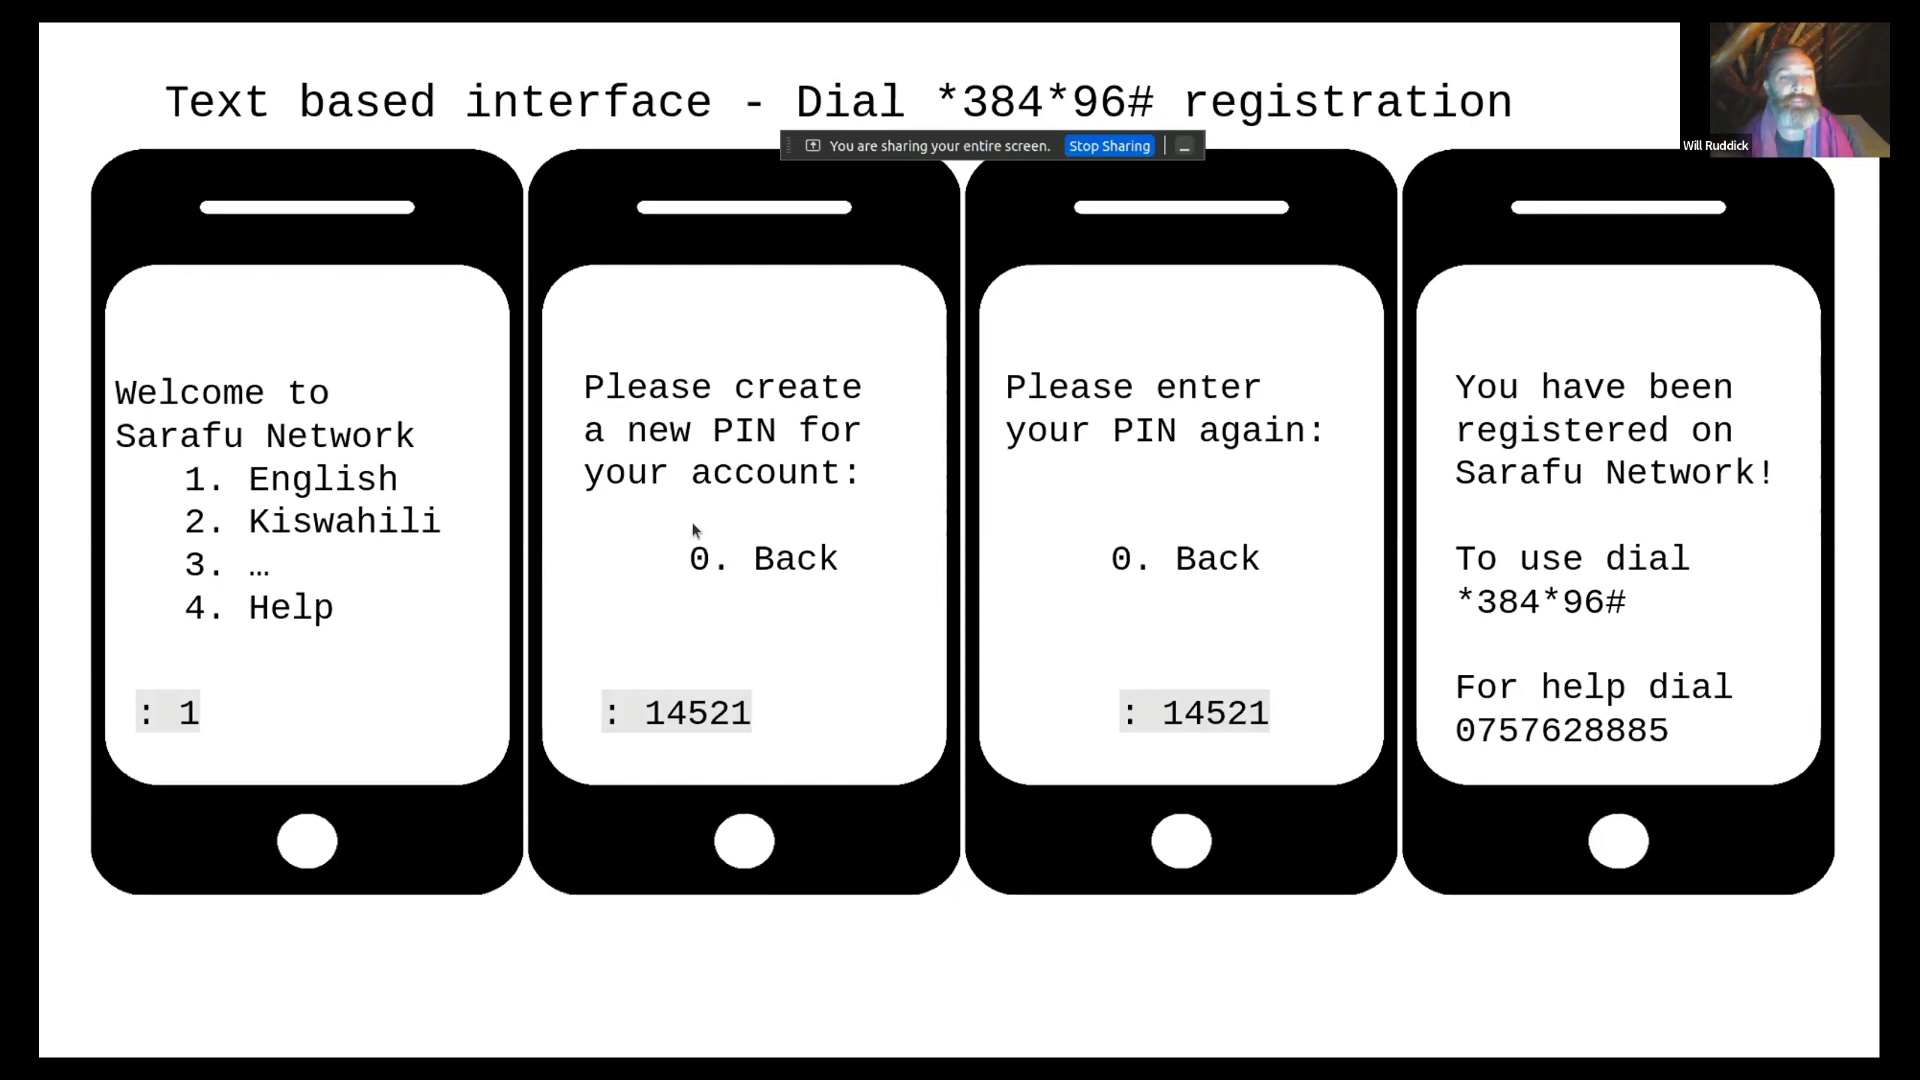 Text based interface - Dial *384*96# registration
You are sharing your entire screen.
Stop Sharing
Will Ruddick
Welcome to
Sarafu Network
1. English
2. Kiswahili
3. …
4. Help
: 1
Please create
a new PIN for
your account:
0. Back
: 14521
Please enter
your PIN again:
0. Back
: 14521
You have been
registered on
Sarafu Network!
To use dial
*384*96#
For help dial
0757628885